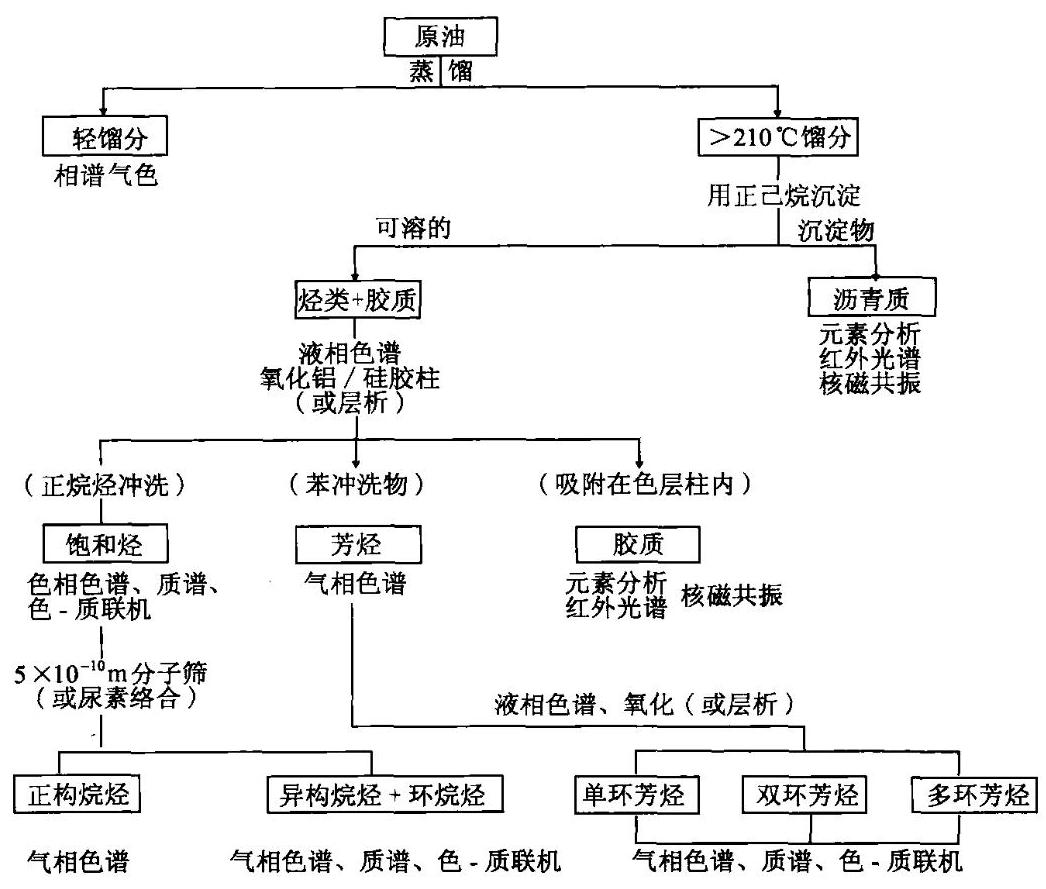 原油
蒸馏
轻馏分
>210℃馏分
相谱气色
用正己烷沉淀
可溶的
沉淀物
烃类+胶质
沥青质
液相色谱
氧化铝/硅胶柱
(或层析)
元素分析
红外光谱
核磁共振
(正烷烃冲洗)
(苯冲洗物)
(吸附在色层柱内)
饱和烃
芳烃
胶质
色相色谱、质谱、
色-质联机
气相色谱
元素分析
红外光谱
核磁共振
5×10⁻¹⁰m分子筛
(或尿素络合)
液相色谱、氧化(或层析)
正构烷烃
异构烷烃+环烷烃
单环芳烃
双环芳烃
多环芳烃
气相色谱
气相色谱、质谱、色-质联机
气相色谱、质谱、色-质联机